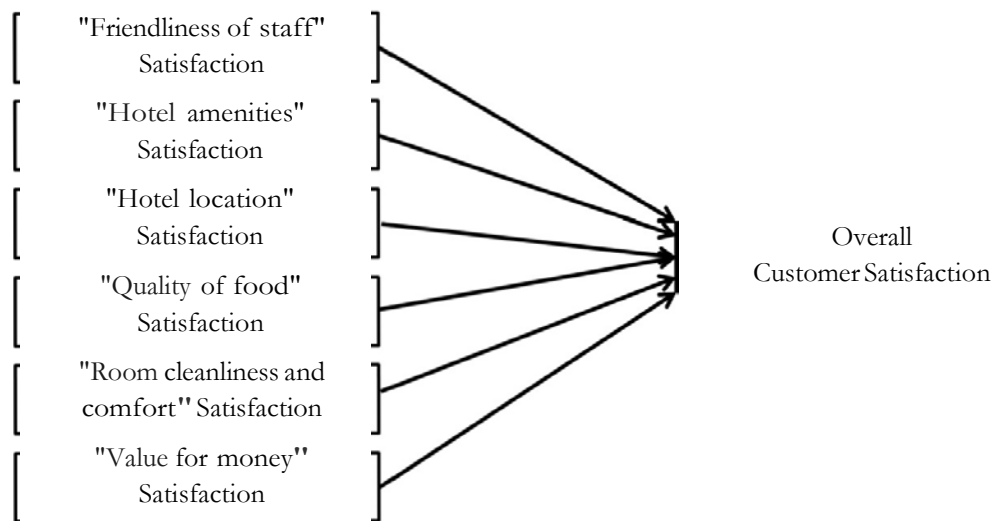 "Friendliness of staff"
Satisfaction
"Hotel amenities"
Satisfaction
"Hotel location"
Satisfaction
"Quality of food"
Satisfaction
"Room cleanliness and
comfort" Satisfaction
"Value for money"
Satisfaction
Overall
Customer Satisfaction